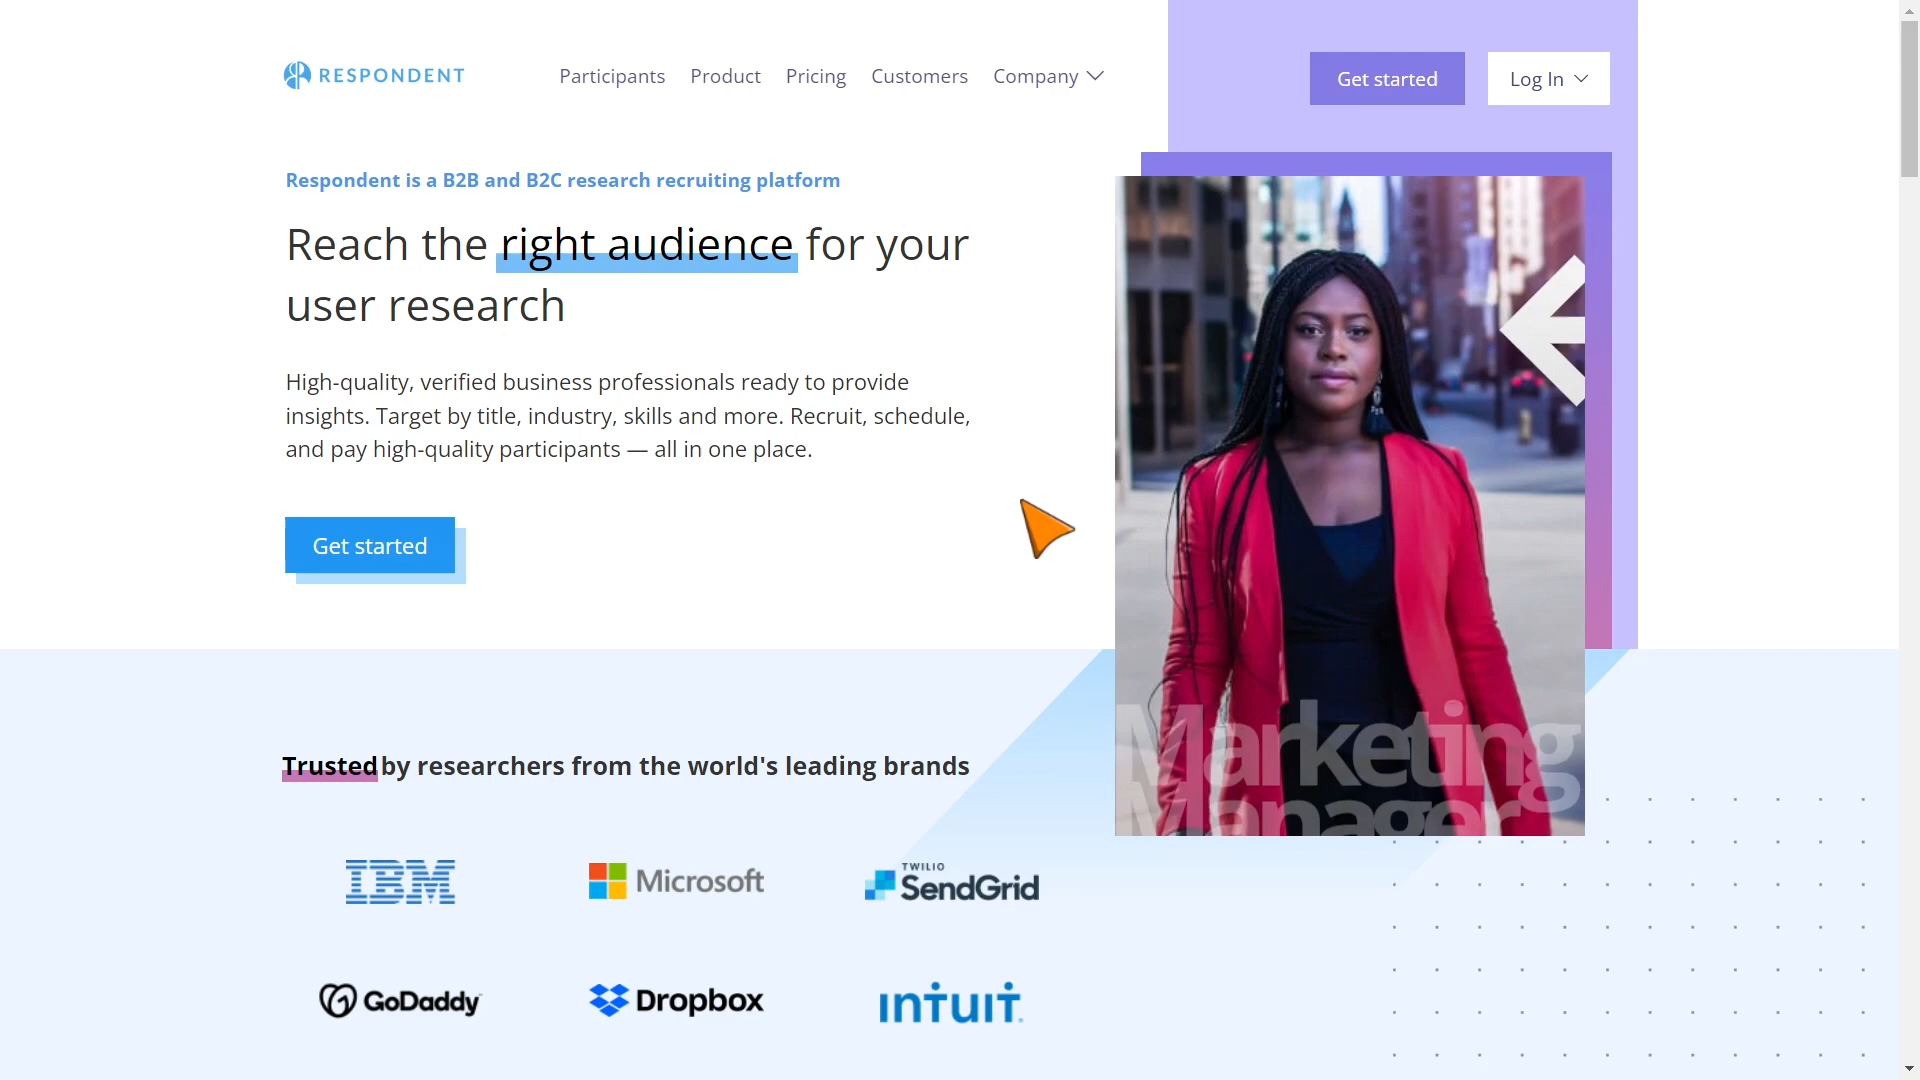 RESPONDENT
Participants
Product
Pricing
Customers
Company
Get started
Log In
Respondent is a B2B and B2C research recruiting platform
Reach the right audience for your
user research
High-quality, verified business professionals ready to provide
insights. Target by title, industry, skills and more. Recruit, schedule,
and pay high-quality participants — all in one place.
Get started
Marketing
Manager
Trusted by researchers from the world's leading brands
IBM
Microsoft
TWILIO
SendGrid
GoDaddy
Dropbox
intuit